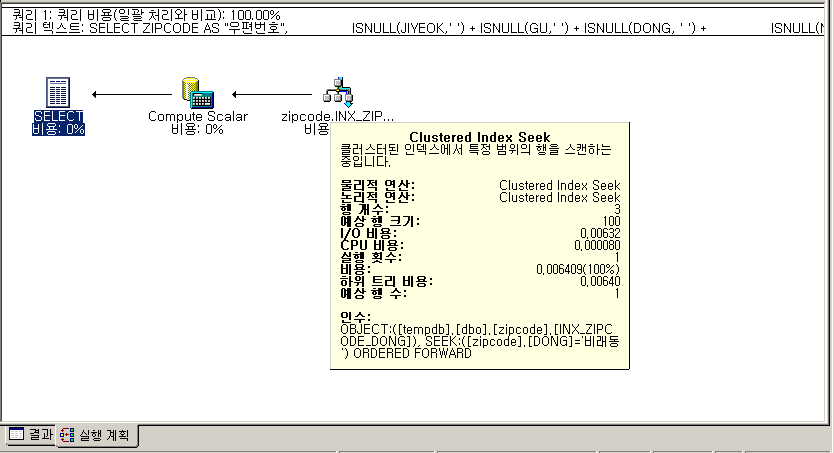 쿼리 1: 쿼리 비용(일괄 처리와 비교): 100.00%
쿼리 텍스트: SELECT ZIPCODE AS "우편번호", ISNULL(JIYEOK,' ') + ISNULL(GU,' ') + ISNULL(DONG, ' ') + ISNULL(
SELECT
비용: 0%
Compute Scalar
비용: 0%
zipcode.INX_ZIP...
비용
Clustered Index Seek
클러스터된 인덱스에서 특정 범위의 행을 스캔하는
중입니다.
물리적 연산: Clustered Index Seek
논리적 연산: Clustered Index Seek
행 개수: 3
예상 행 크기: 100
I/O 비용: 0.00632
CPU 비용: 0.000080
실행 횟수: 1
비용: 0.006409(100%)
하위 트리 비용: 0.00640
예상 행 수: 1
인수:
OBJECT:([tempdb].[dbo].[zipcode].[INX_ZIPC
ODE_DONG]), SEEK:([zipcode].[DONG]='비래동
') ORDERED FORWARD
결과
실행 계획